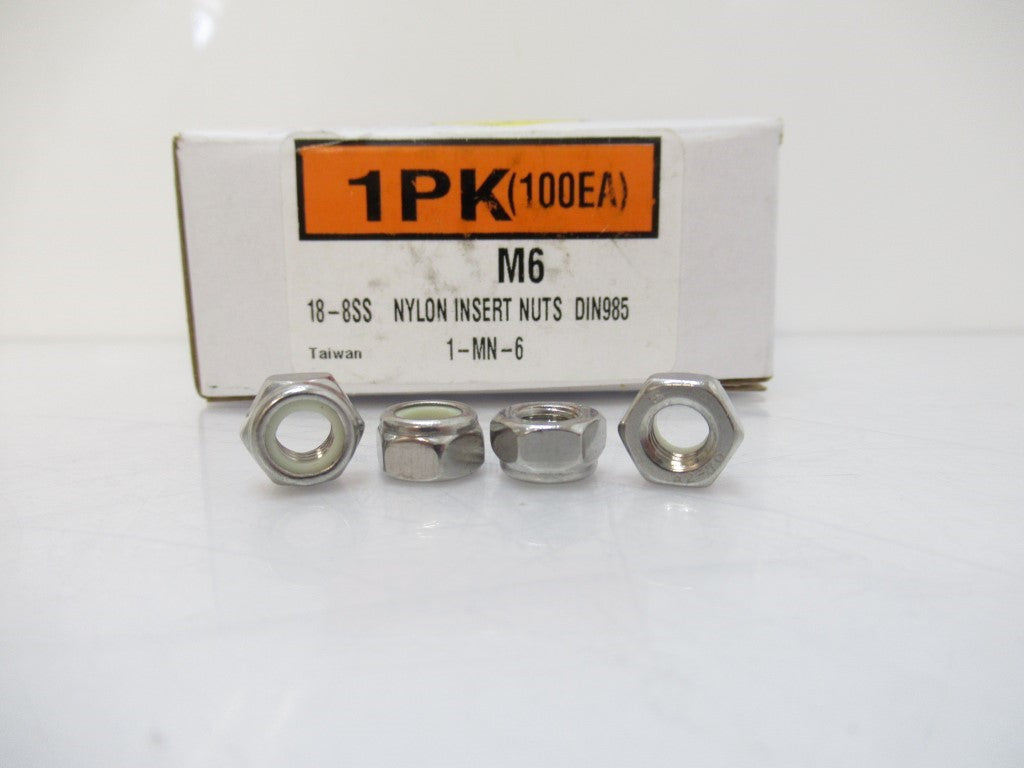 1PK(100EA)
M6
18-8SS NYLON INSERT NUTS DIN985
Taiwan 1-MN-6